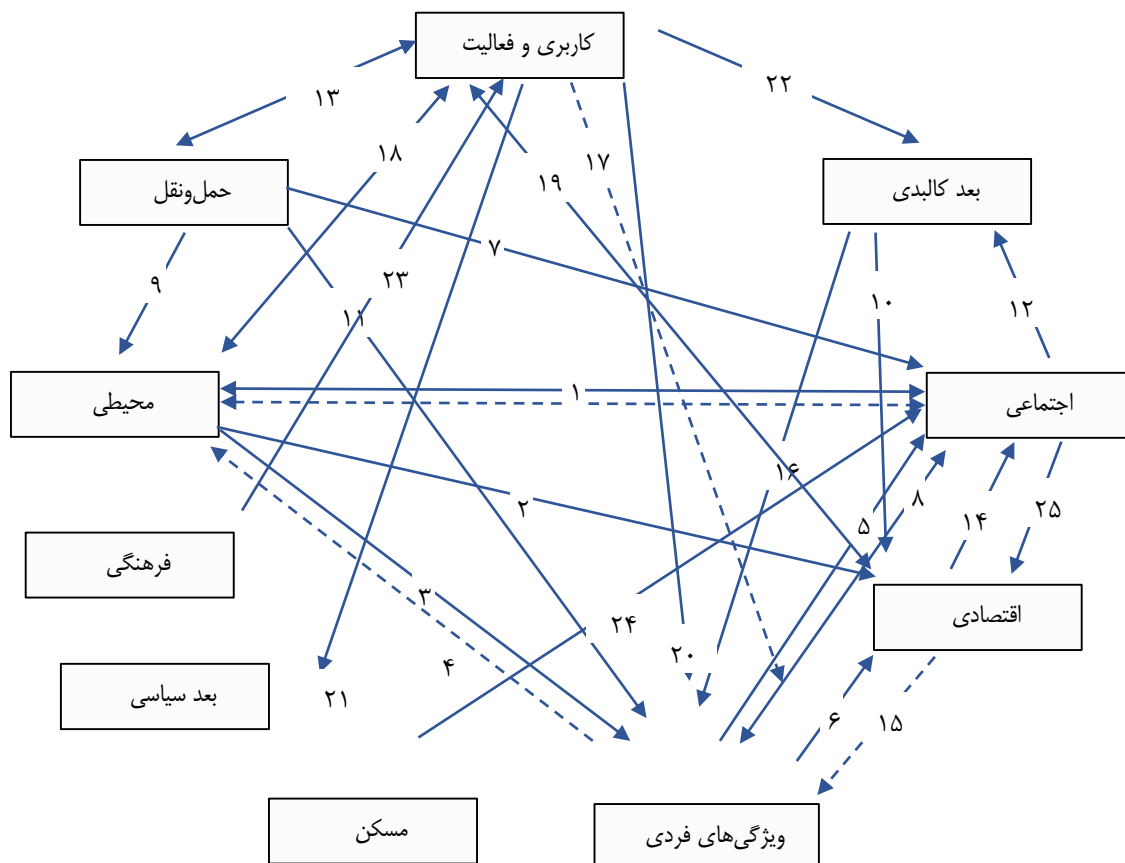 کاربری و فعالیت
۲۲
۱۳
۱۸
۱۷
۱۹
بعد کالبدی
حمل‌ونقل
۷
۲۳
۹
۱۱
۱۰
۱۲
۱
محیطی
اجتماعی
۱۶
۲
۵
۸
۱۴
۲۵
فرهنگی
۳
۲۴
اقتصادی
۴
۲۰
بعد سیاسی
۲۱
۶
۱۵
مسکن
ویژگی‌های فردی